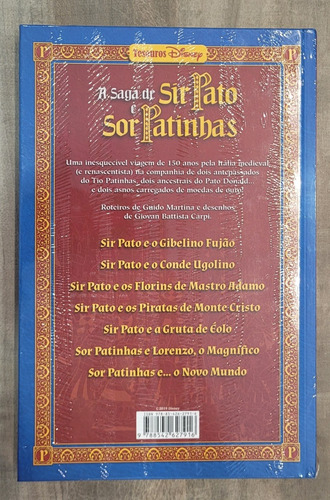 Tesouros Disney
A Saga de Sir Pato
e
Sor Patinhas
Uma inesquecível viagem de 150 anos pela Itália medieval
(e renascentista) na companhia de dois antepassados
do Tio Patinhas, dois ancestrais do Pato Donald...
e dois asnos carregados de moedas de ouro!
Roteiros de Guido Martina e desenhos
de Giovan Battista Carpi.
Sir Pato e o Gibelino Fujão
Sir Pato e o Conde Ugolino
Sir Pato e os Florins de Mastro Adamo
Sir Pato e os Piratas de Monte Cristo
Sir Pato e a Gruta de Éolo
Sor Patinhas e Lorenzo, o Magnífico
Sor Patinhas e... o Novo Mundo
©2019 Disney
9 788542 627916
P
P
P
P